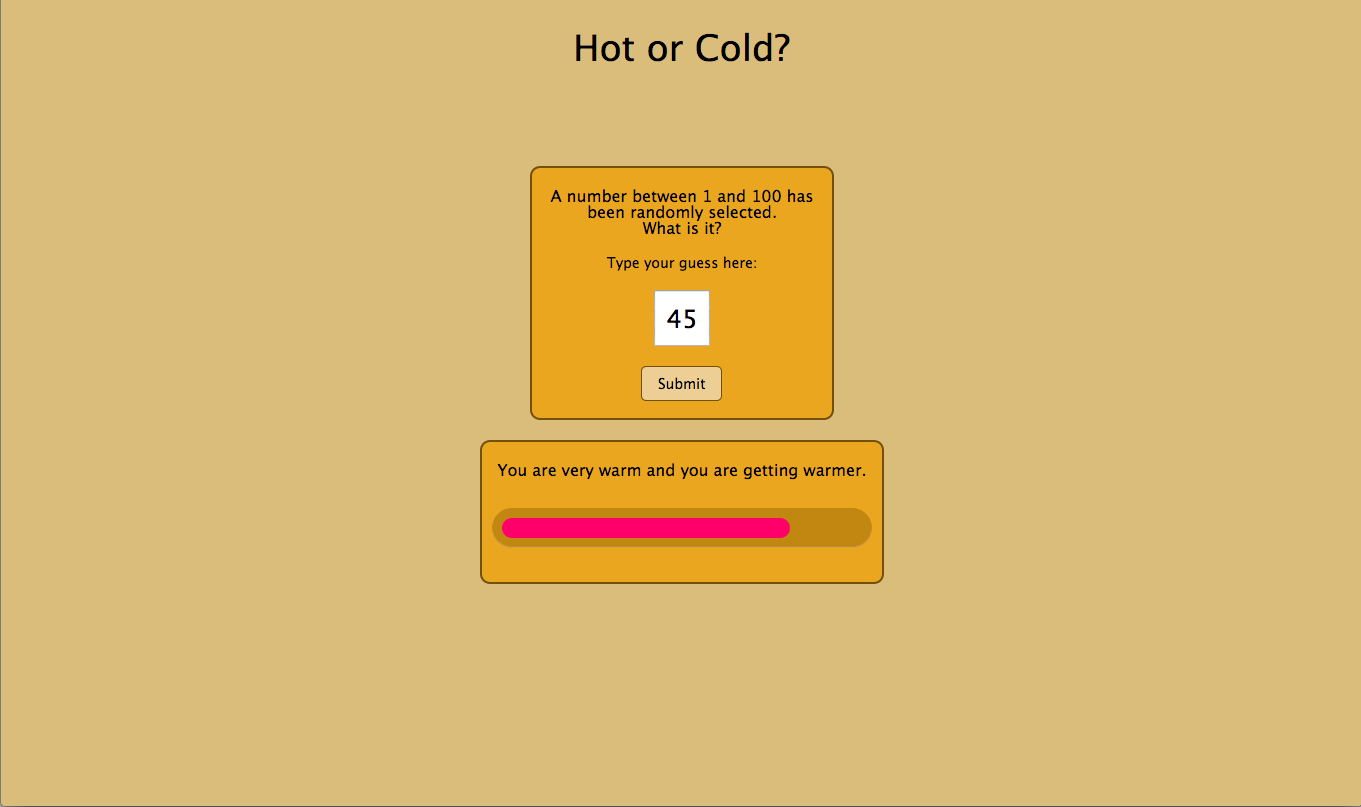 Hot or Cold?
A number between 1 and 100 has
been randomly selected.
What is it?
Type your guess here:
45
Submit
You are very warm and you are getting warmer.